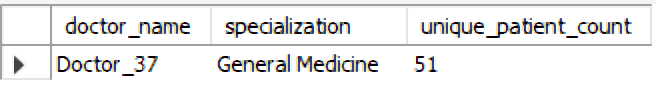 doctor_name specialization unique_patient_count
Doctor_37 General Medicine 51